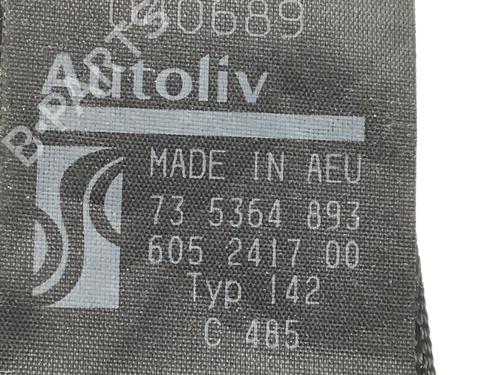 B-PARTS
Autoliv
MADE IN AEU
73 5364 893
605 2417 00
Typ 142
C 485